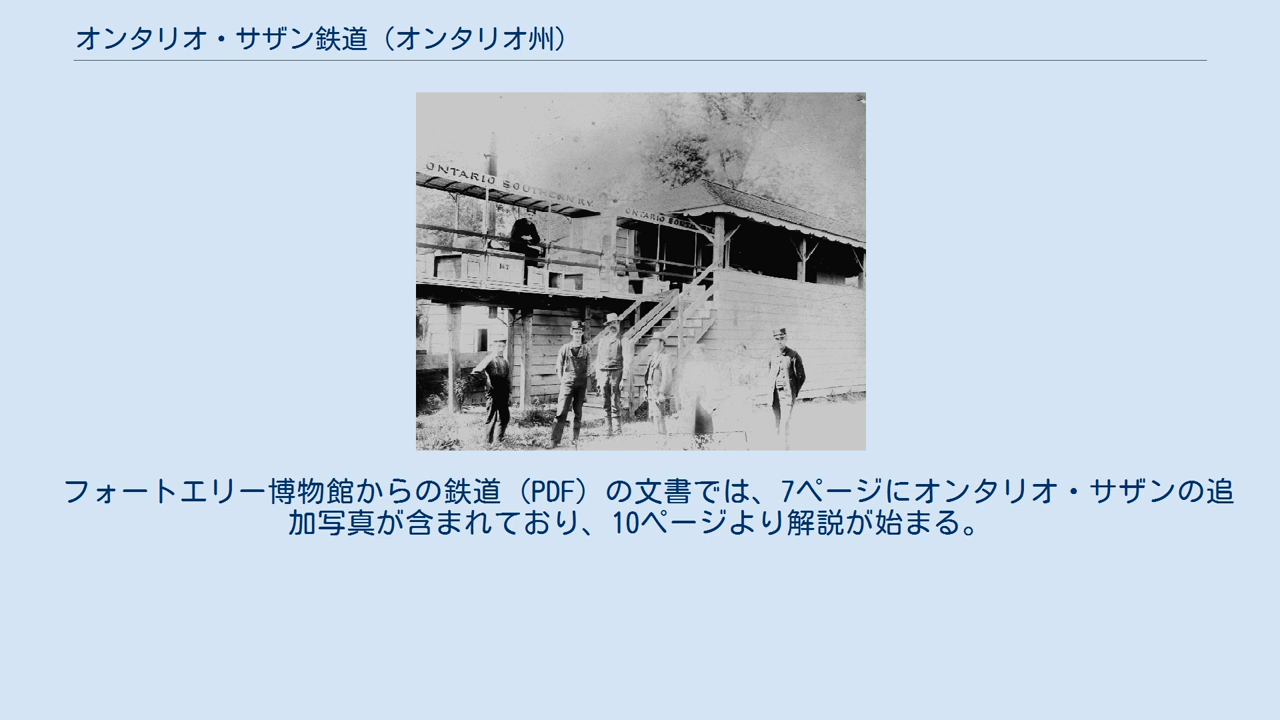 オンタリオ・サザン鉄道（オンタリオ州）
ONTARIO SOUTHERN RY.
ONTARIO SOU
フォートエリー博物館からの鉄道（PDF）の文書では、7ページにオンタリオ・サザンの追
加写真が含まれており、10ページより解説が始まる。